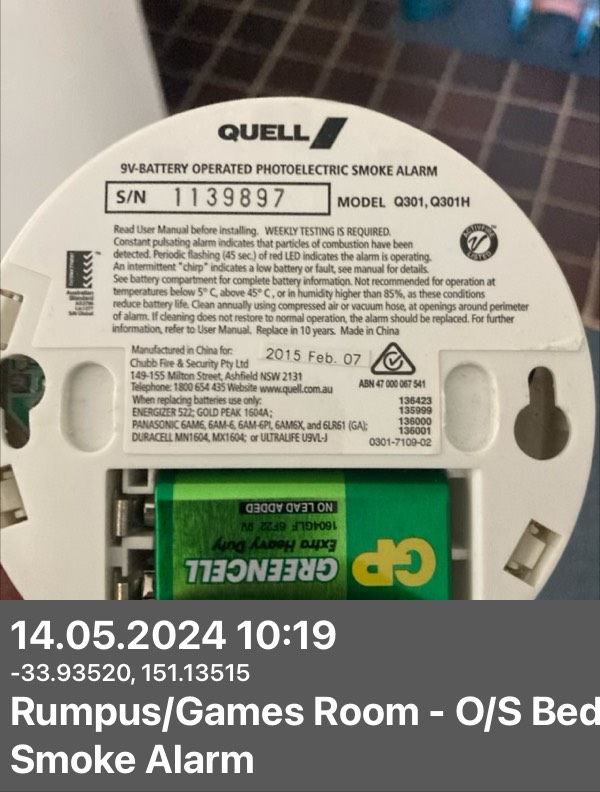 QUELL
9V-BATTERY OPERATED PHOTOELECTRIC SMOKE ALARM
S/N 1139897 MODEL Q301, Q301H
Read User Manual before installing. WEEKLY TESTING IS REQUIRED.
Constant pulsating alarm indicates that particles of combustion have been
detected. Periodic flashing (45 sec.) of red LED indicates the alarm is operating.
An intermittent "chirp" indicates a low battery or fault, see manual for details.
See battery compartment for complete battery information. Not recommended for operation at
temperatures below 5° C, above 45° C, or in humidity higher than 85%, as these conditions
reduce battery life. Clean annually using compressed air or vacuum hose, at openings around perimeter
of alarm. If cleaning does not restore to normal operation, the alarm should be replaced. For further
information, refer to User Manual. Replace in 10 years. Made in China
Australian
Standard
Manufactured in China for: 2015 Feb. 07
Chubb Fire & Security Pty Ltd
149-155 Milton Street, Ashfield NSW 2131
Telephone: 1800 654 435 Website www.quell.com.au
ABN 47 000 067 541
When replacing batteries use only:
ENERGIZER 522; GOLD PEAK 1604A;
PANASONIC 6AM6, 6AM-6, 6AM-6PI, 6AM6X, and 6LR61 (GA);
DURACELL MN1604, MX1604; or ULTRALIFE U9VL-J
136423
135999
136000
136001
0301-7109-02
NO LEAD ADDED
1604GLF 6F22 9V
Extra Heavy Duty
GREENCELL
GP
14.05.2024 10:19
-33.93520, 151.13515
Rumpus/Games Room - O/S Bed
Smoke Alarm